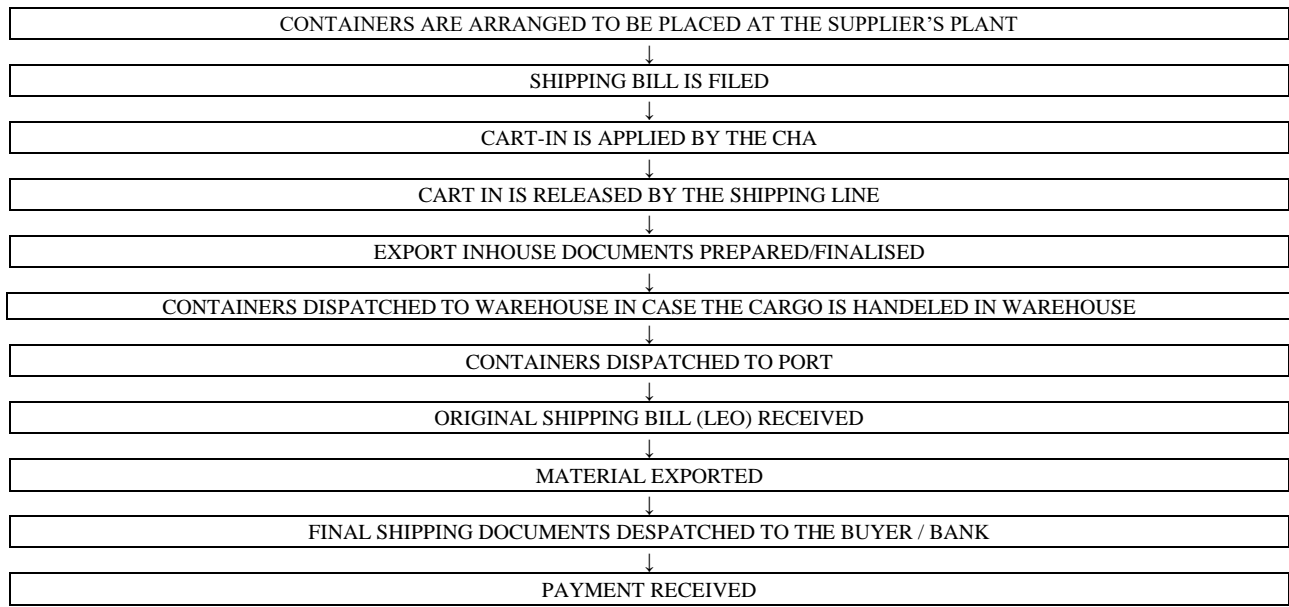 CONTAINERS ARE ARRANGED TO BE PLACED AT THE SUPPLIER’S PLANT
↓
SHIPPING BILL IS FILED
↓
CART-IN IS APPLIED BY THE CHA
↓
CART IN IS RELEASED BY THE SHIPPING LINE
↓
EXPORT INHOUSE DOCUMENTS PREPARED/FINALISED
↓
CONTAINERS DISPATCHED TO WAREHOUSE IN CASE THE CARGO IS HANDELED IN WAREHOUSE
↓
CONTAINERS DISPATCHED TO PORT
↓
ORIGINAL SHIPPING BILL (LEO) RECEIVED
↓
MATERIAL EXPORTED
↓
FINAL SHIPPING DOCUMENTS DESPATCHED TO THE BUYER / BANK
↓
PAYMENT RECEIVED